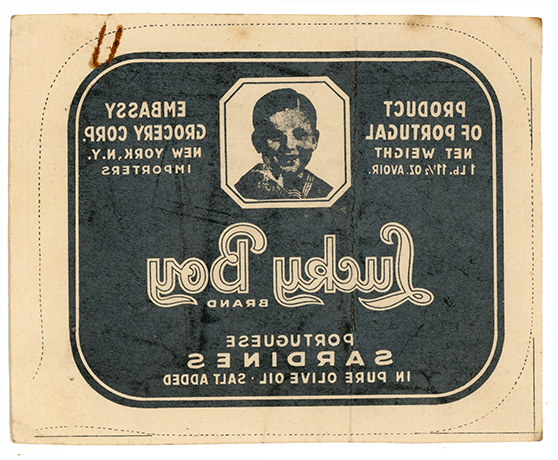 PRODUCT
OF PORTUGAL
NET WEIGHT
1 Lb. 11½ OZ. AVOIR.
EMBASSY
GROCERY CORP.
NEW YORK, N.Y.
IMPORTERS
Lucky Boy
BRAND
PORTUGUESE
SARDINES
IN PURE OLIVE OIL · SALT ADDED